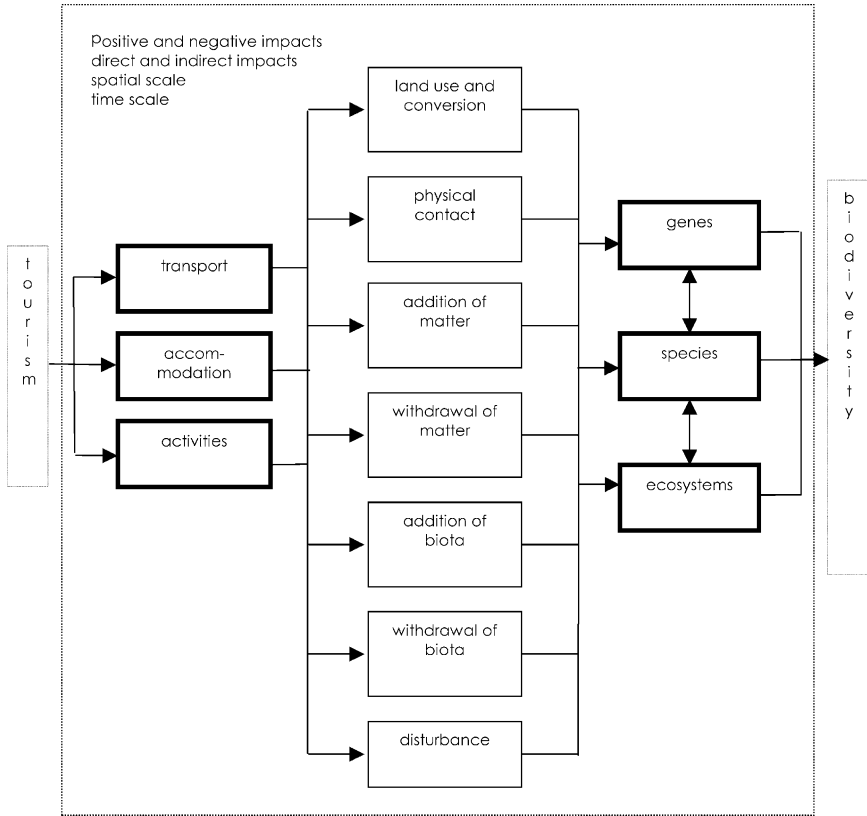 Positive and negative impacts
direct and indirect impacts
spatial scale
time scale
tourism
transport
accom-
modation
activities
land use and
conversion
physical
contact
addition of
matter
withdrawal of
matter
addition of
biota
withdrawal of
biota
disturbance
genes
species
ecosystems
biodiversity